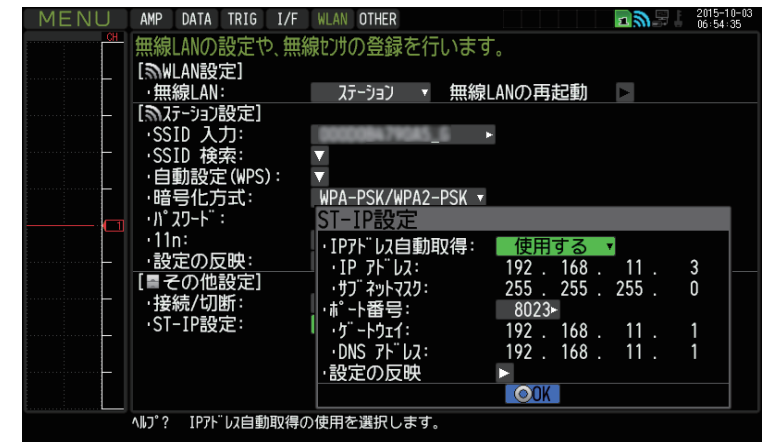 MENU AMP DATA TRIG I/F WLAN OTHER 2015-10-03
06:54:35
CH
無線LANの設定や、無線ｾﾝｻの登録を行います。
[WLAN設定]
・無線LAN: ｽﾃｰｼｮﾝ 無線LANの再起動
[ｽﾃｰｼｮﾝ設定]
・SSID 入力:
・SSID 検索:
・自動設定(WPS):
・暗号化方式: WPA-PSK/WPA2-PSK
・ﾊﾟｽﾜｰﾄﾞ:
・11n:
・設定の反映:
[その他設定]
・接続/切断:
・ST-IP設定:
1
ST-IP設定
・IPｱﾄﾞﾚｽ自動取得: 使用する
・IP ｱﾄﾞﾚｽ: 192 . 168 . 11 . 3
・ｻﾌﾞﾈｯﾄﾏｽｸ: 255 . 255 . 255 . 0
・ﾎﾟｰﾄ番号: 8023
・ｹﾞｰﾄｳｪｲ: 192 . 168 . 11 . 1
・DNS ｱﾄﾞﾚｽ: 192 . 168 . 11 . 1
・設定の反映
OK
ﾍﾙﾌﾟ? IPｱﾄﾞﾚｽ自動取得の使用を選択します。